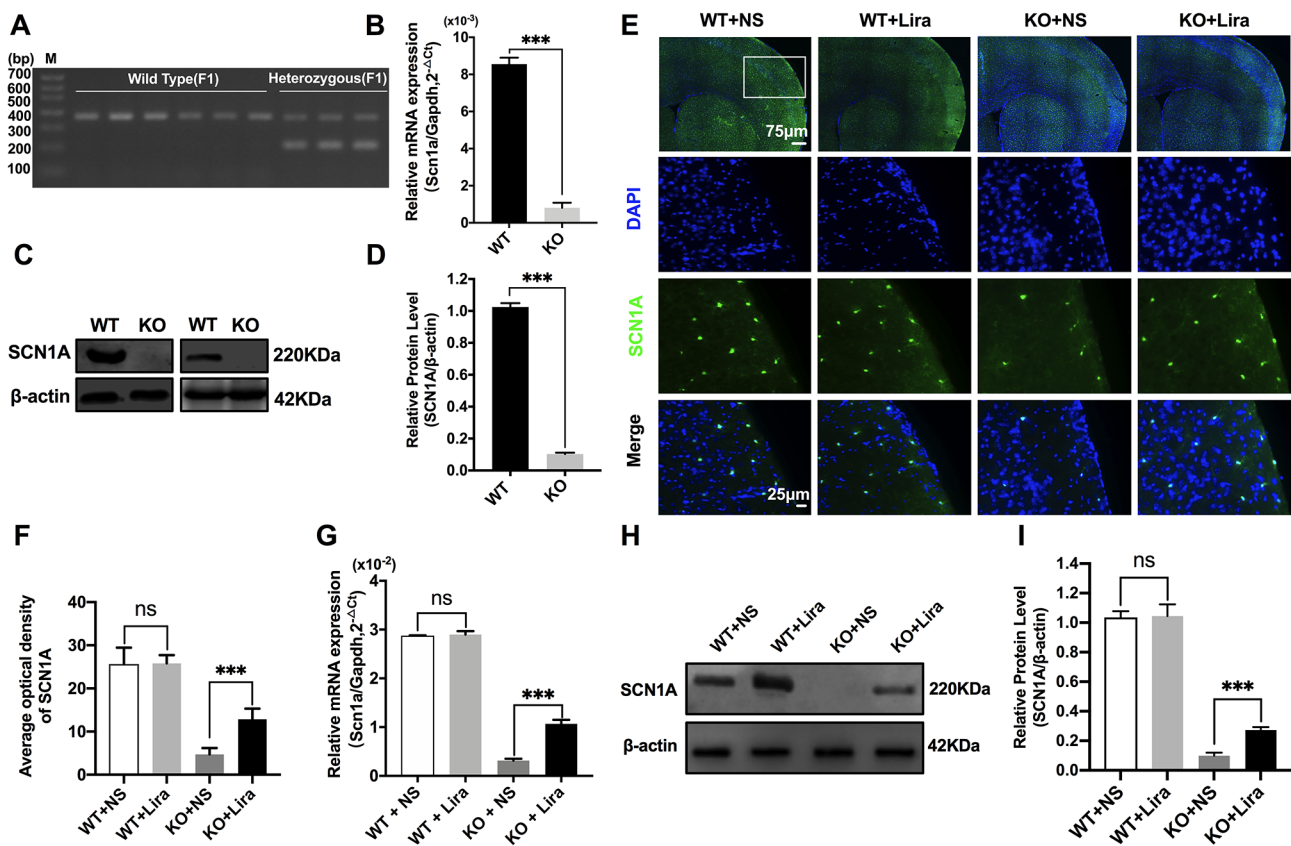 A
(bp)
M
Wild Type(F1)
Heterozygous(F1)
700
600
500
400
300
200
100
B
Relative mRNA expression
(Scn1a/Gapdh,2-△Ct)
(x10-3)
10
8
6
4
2
0
***
WT
KO
C
WT
KO
WT
KO
SCN1A
220KDa
β-actin
42KDa
D
Relative Protein Level
(SCN1A/β-actin)
1.2
1.0
0.8
0.6
0.4
0.2
0.0
***
WT
KO
E
WT+NS
WT+Lira
KO+NS
KO+Lira
75μm
DAPI
SCN1A
Merge
25μm
F
Average optical density
of SCN1A
40
30
20
10
0
ns
***
WT+NS
WT+Lira
KO+NS
KO+Lira
G
Relative mRNA expression
(Scn1a/Gapdh,2-△Ct)
(x10-2)
4
3
2
1
0
ns
***
WT + NS
WT + Lira
KO + NS
KO + Lira
H
WT+NS
WT+Lira
KO+NS
KO+Lira
SCN1A
220KDa
β-actin
42KDa
I
Relative Protein Level
(SCN1A/β-actin)
1.4
1.2
1.0
0.8
0.6
0.4
0.2
0.0
ns
***
WT+NS
WT+Lira
KO+NS
KO+Lira